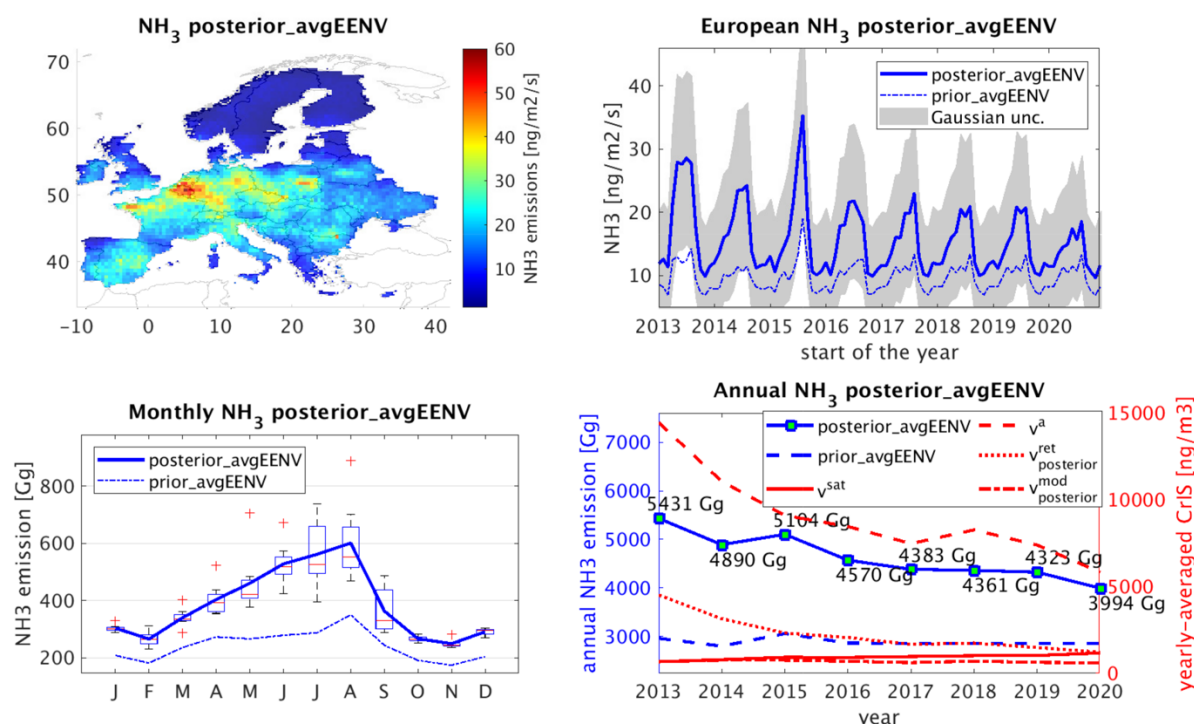 NH3 posterior_avgEENV
70
60
50
40
-10 0 10 20 30 40
60
50
40
30
20
10
NH3 emissions [ng/m2/s]
European NH3 posterior_avgEENV
posterior_avgEENV
prior_avgEENV
Gaussian unc.
40
30
20
10
NH3 [ng/m2/s]
2013 2014 2015 2016 2017 2018 2019 2020
start of the year
Monthly NH3 posterior_avgEENV
posterior_avgEENV
prior_avgEENV
800
600
400
200
NH3 emission [Gg]
J F M A M J J A S O N D
Annual NH3 posterior_avgEENV
posterior_avgEENV
prior_avgEENV
v^sat
v^a
v^ret posterior
v^mod posterior
7000
6000
5000
4000
3000
annual NH3 emission [Gg]
5431 Gg
4890 Gg
5104 Gg
4570 Gg
4383 Gg
4361 Gg
4323 Gg
3994 Gg
15000
10000
5000
0
yearly-averaged CrIS [ng/m3]
2013 2014 2015 2016 2017 2018 2019 2020
year